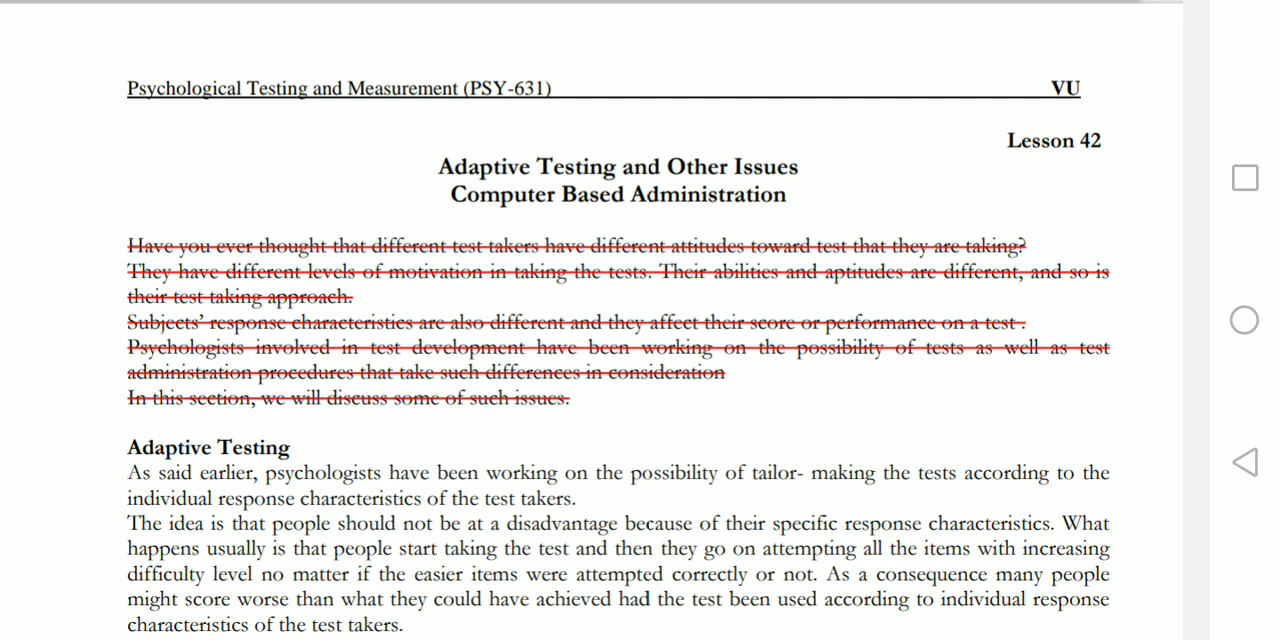 Psychological Testing and Measurement (PSY-631) VU
Lesson 42
Adaptive Testing and Other Issues
Computer Based Administration
Have you ever thought that different test takers have different attitudes toward test that they are taking?
They have different levels of motivation in taking the tests. Their abilities and aptitudes are different, and so is
their test taking approach.
Subjects’ response characteristics are also different and they affect their score or performance on a test .
Psychologists involved in test development have been working on the possibility of tests as well as test
administration procedures that take such differences in consideration
In this section, we will discuss some of such issues.
Adaptive Testing
As said earlier, psychologists have been working on the possibility of tailor- making the tests according to the
individual response characteristics of the test takers.
The idea is that people should not be at a disadvantage because of their specific response characteristics. What
happens usually is that people start taking the test and then they go on attempting all the items with increasing
difficulty level no matter if the easier items were attempted correctly or not. As a consequence many people
might score worse than what they could have achieved had the test been used according to individual response
characteristics of the test takers.